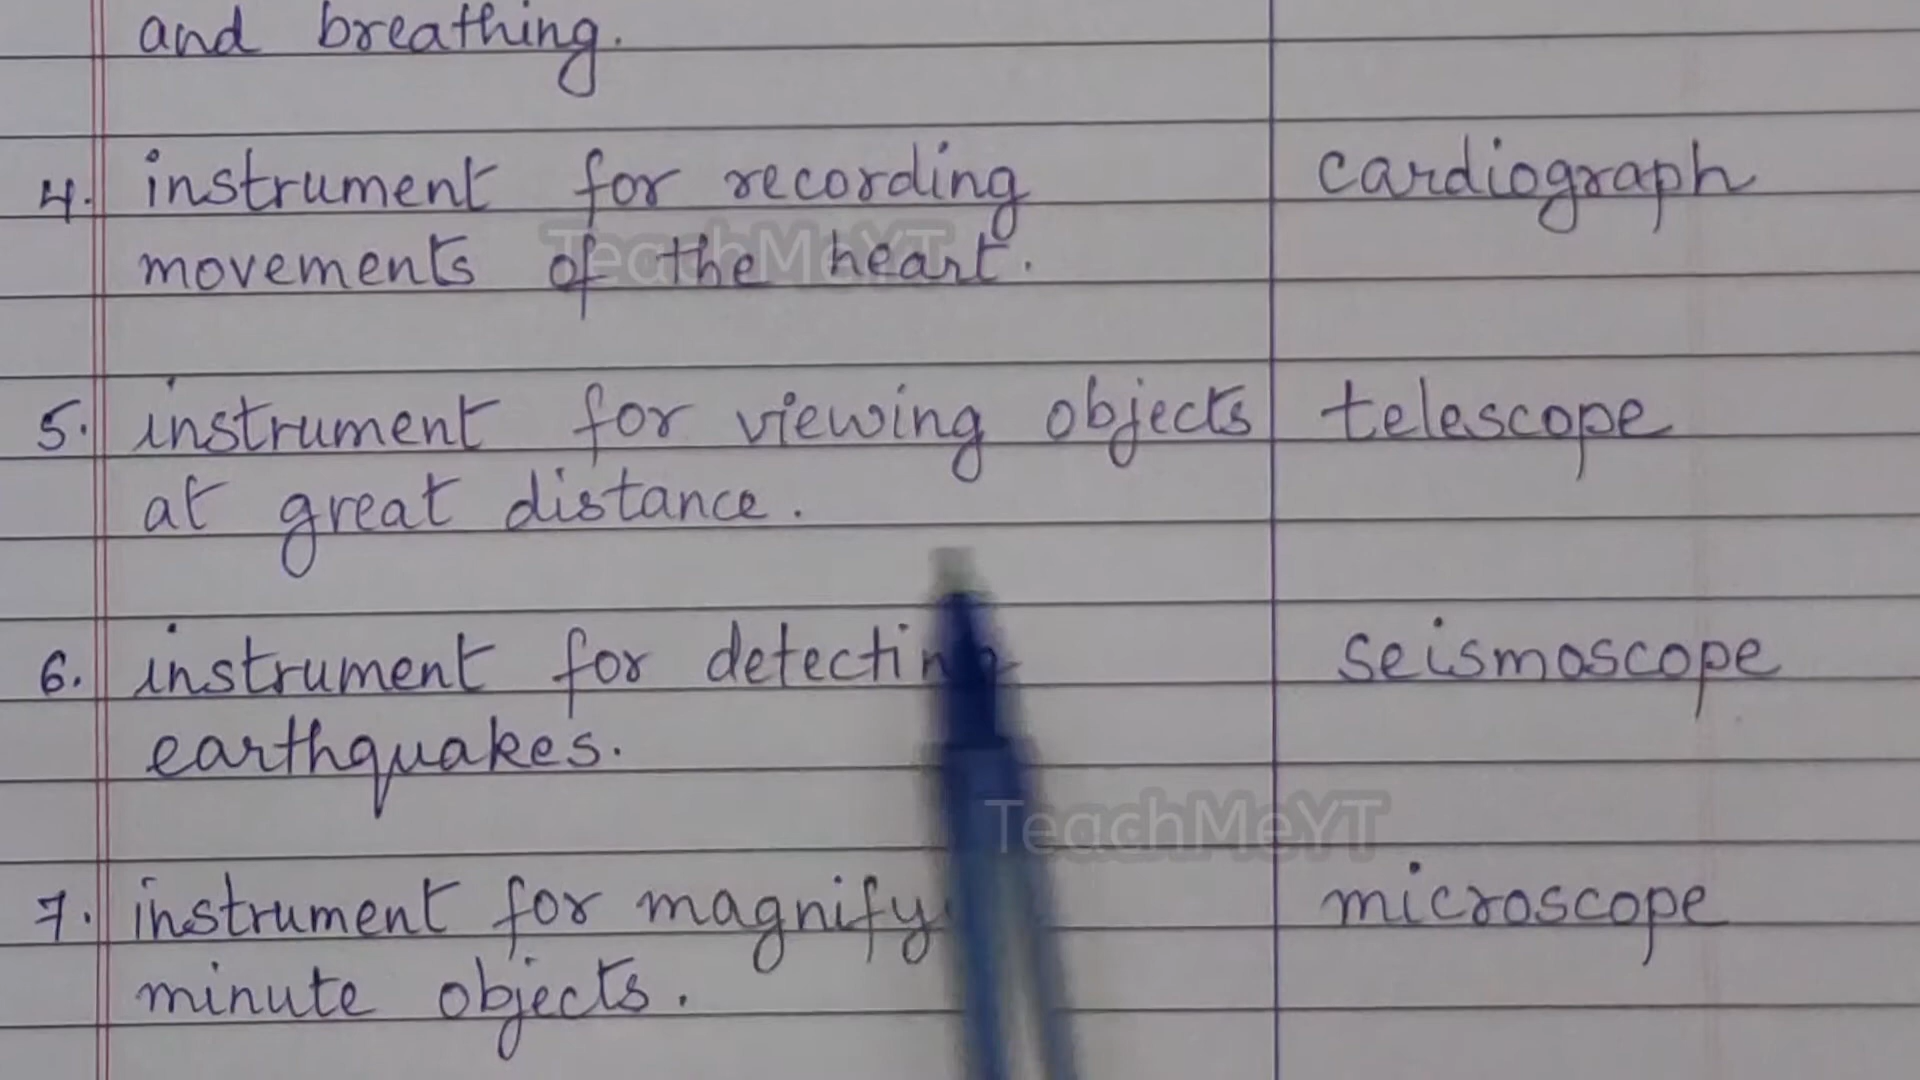 and breathing.
4. instrument for recording cardiograph
movements of the heart.
TeachMeYT
5. instrument for viewing objects telescope
at great distance.
6. instrument for detecting seismoscope
earthquakes.
TeachMeYT
7. instrument for magnify microscope
minute objects.